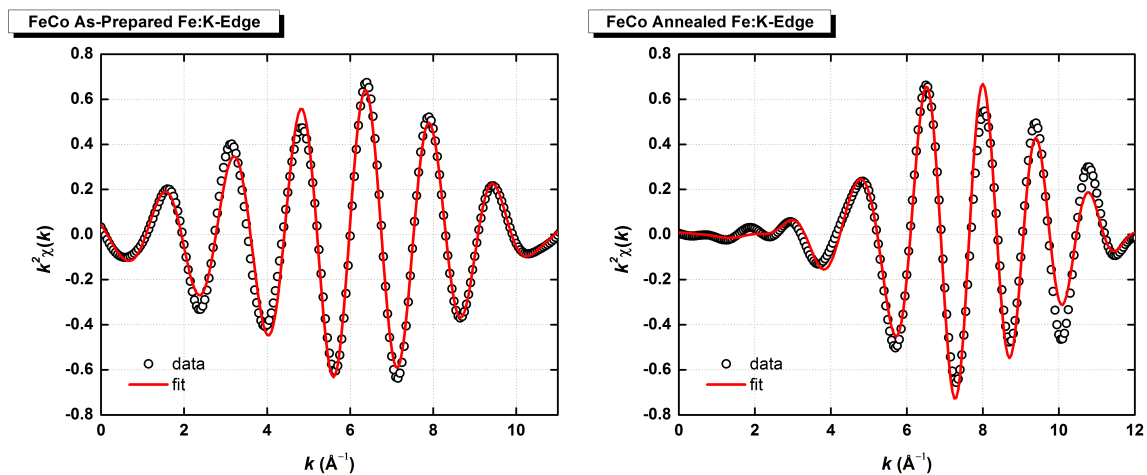 FeCo As-Prepared Fe:K-Edge
0.8
0.6
0.4
0.2
0.0
-0.2
-0.4
-0.6
-0.8
k²χ(k)
data
fit
0 2 4 6 8 10
k (Å⁻¹)
FeCo Annealed Fe:K-Edge
0.8
0.6
0.4
0.2
0.0
-0.2
-0.4
-0.6
-0.8
k²χ(k)
data
fit
0 2 4 6 8 10 12
k (Å⁻¹)